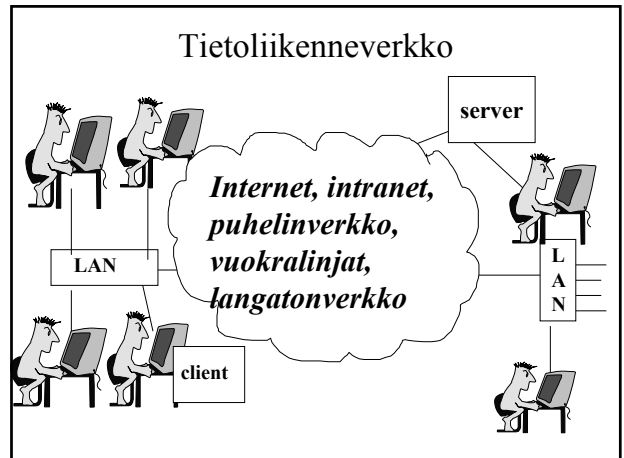 Tietoliikenneverkko
server
Internet, intranet,
puhelinverkko,
vuokralinjat,
langatonverkko
LAN
L
A
N
client